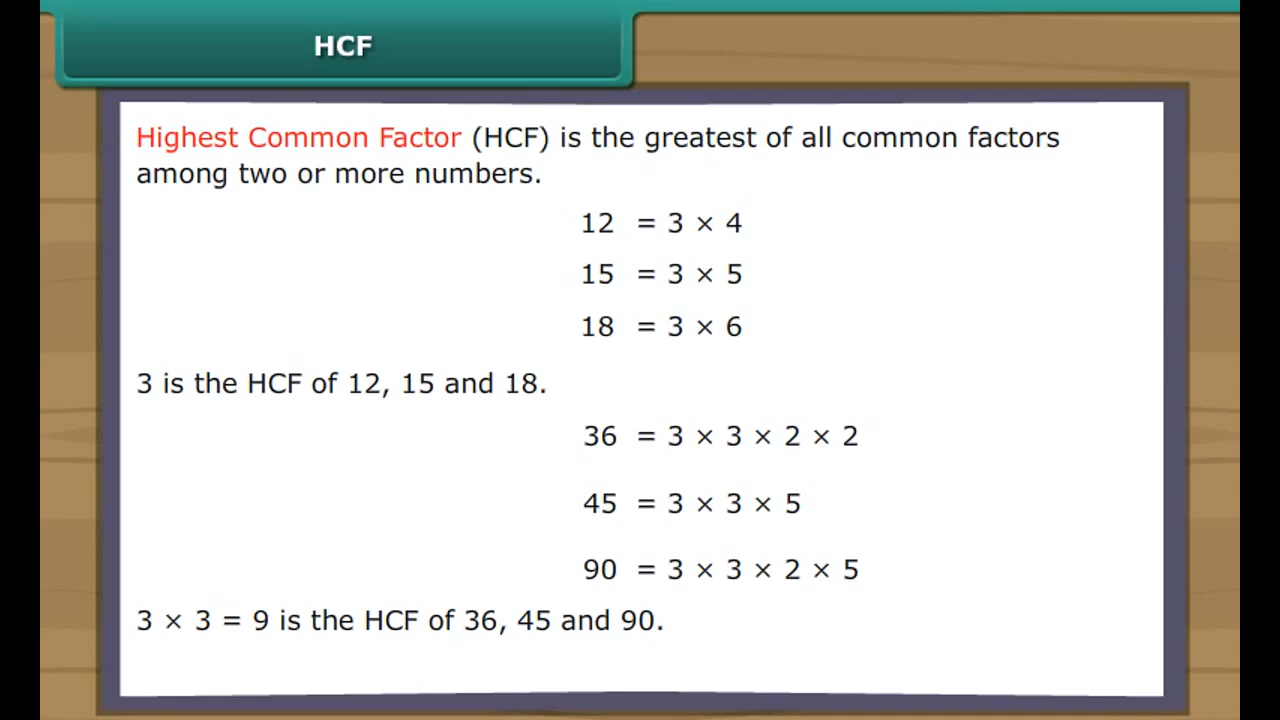 HCF
Highest Common Factor (HCF) is the greatest of all common factors
among two or more numbers.
12 = 3 × 4
15 = 3 × 5
18 = 3 × 6
3 is the HCF of 12, 15 and 18.
36 = 3 × 3 × 2 × 2
45 = 3 × 3 × 5
90 = 3 × 3 × 2 × 5
3 × 3 = 9 is the HCF of 36, 45 and 90.